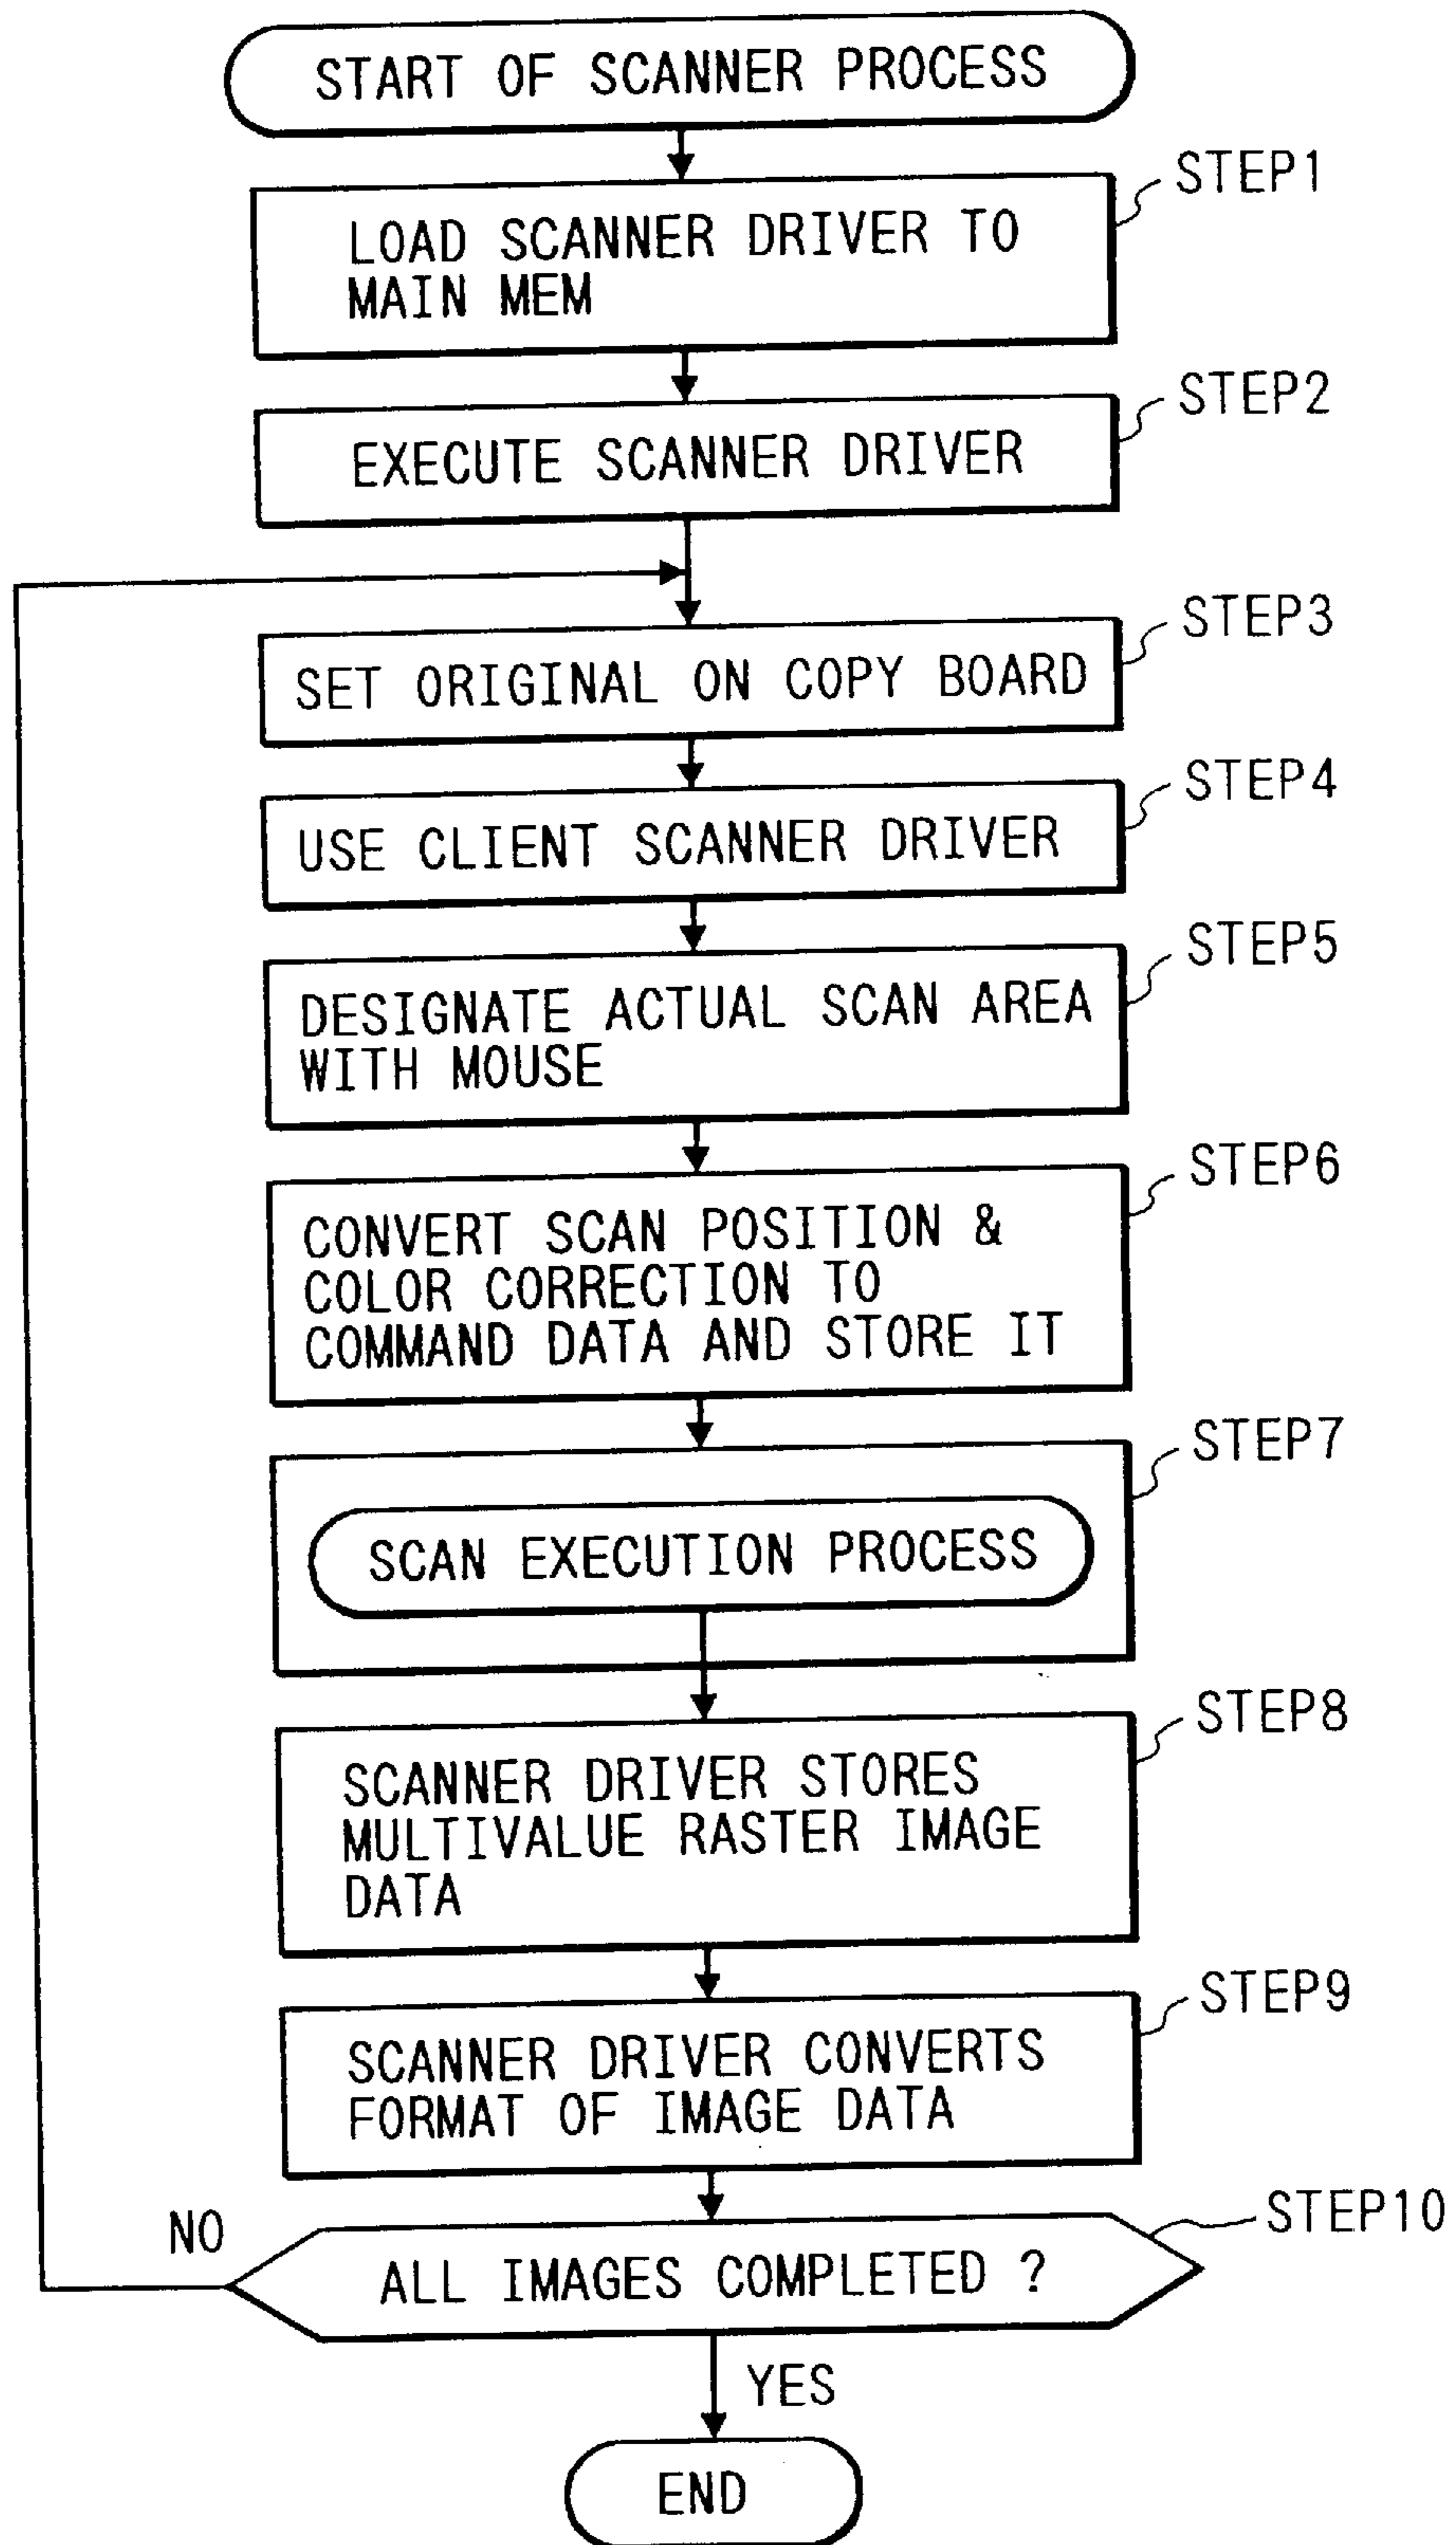 START OF SCANNER PROCESS
STEP1
LOAD SCANNER DRIVER TO
MAIN MEM
STEP2
EXECUTE SCANNER DRIVER
STEP3
SET ORIGINAL ON COPY BOARD
STEP4
USE CLIENT SCANNER DRIVER
STEP5
DESIGNATE ACTUAL SCAN AREA
WITH MOUSE
STEP6
CONVERT SCAN POSITION &
COLOR CORRECTION TO
COMMAND DATA AND STORE IT
STEP7
SCAN EXECUTION PROCESS
STEP8
SCANNER DRIVER STORES
MULTIVALUE RASTER IMAGE
DATA
STEP9
SCANNER DRIVER CONVERTS
FORMAT OF IMAGE DATA
STEP10
NO
ALL IMAGES COMPLETED ?
YES
END